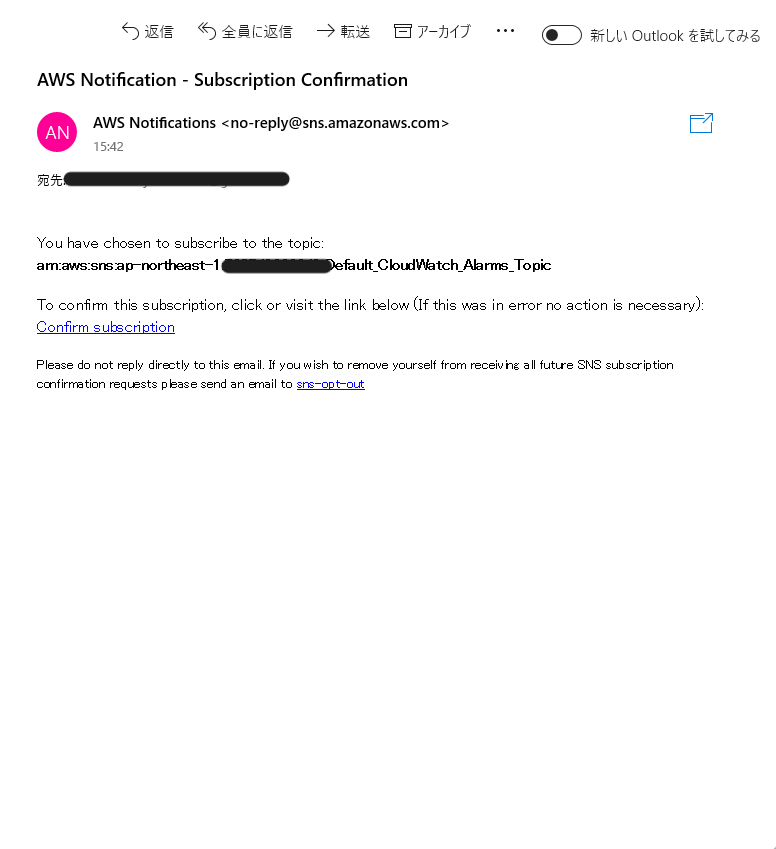 返信 全員に返信 転送 アーカイブ ... 新しい Outlook を試してみる
AWS Notification - Subscription Confirmation
AN
AWS Notifications <no-reply@sns.amazonaws.com>
15:42
宛先:
You have chosen to subscribe to the topic:
arn:aws:sns:ap-northeast-1 Default_CloudWatch_Alarms_Topic
To confirm this subscription, click or visit the link below (If this was in error no action is necessary):
Confirm subscription
Please do not reply directly to this email. If you wish to remove yourself from receiving all future SNS subscription
confirmation requests please send an email to sns-opt-out